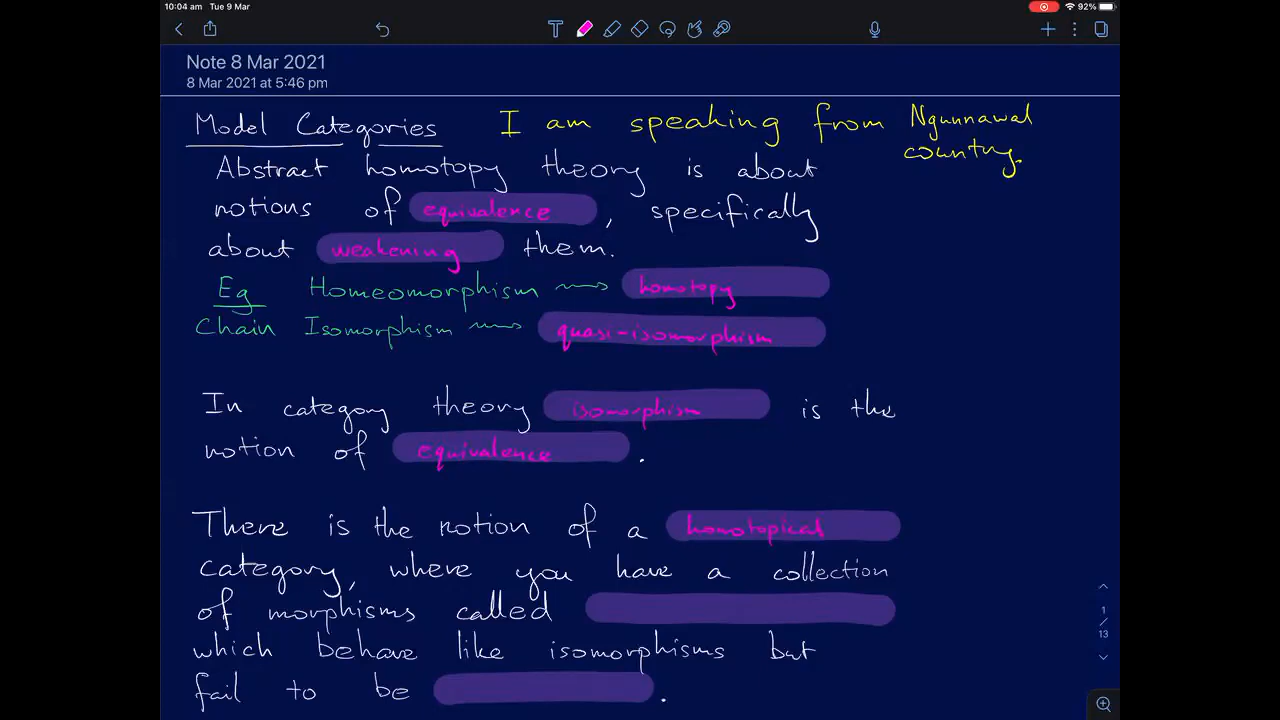 10:04 am Tue 9 Mar
92%
Note 8 Mar 2021
8 Mar 2021 at 5:46 pm
Model Categories I am speaking from Ngunnawal country.
Abstract homotopy theory is about
notions of equivalence, specifically
about weakening them.
Eg Homeomorphism homotopy
Chain Isomorphism quasi-isomorphism
In category theory isomorphism is the
notion of equivalence.
There is the notion of a homotopical
category, where you have a collection
of morphisms called
which behave like isomorphisms but
fail to be .
1
/
13